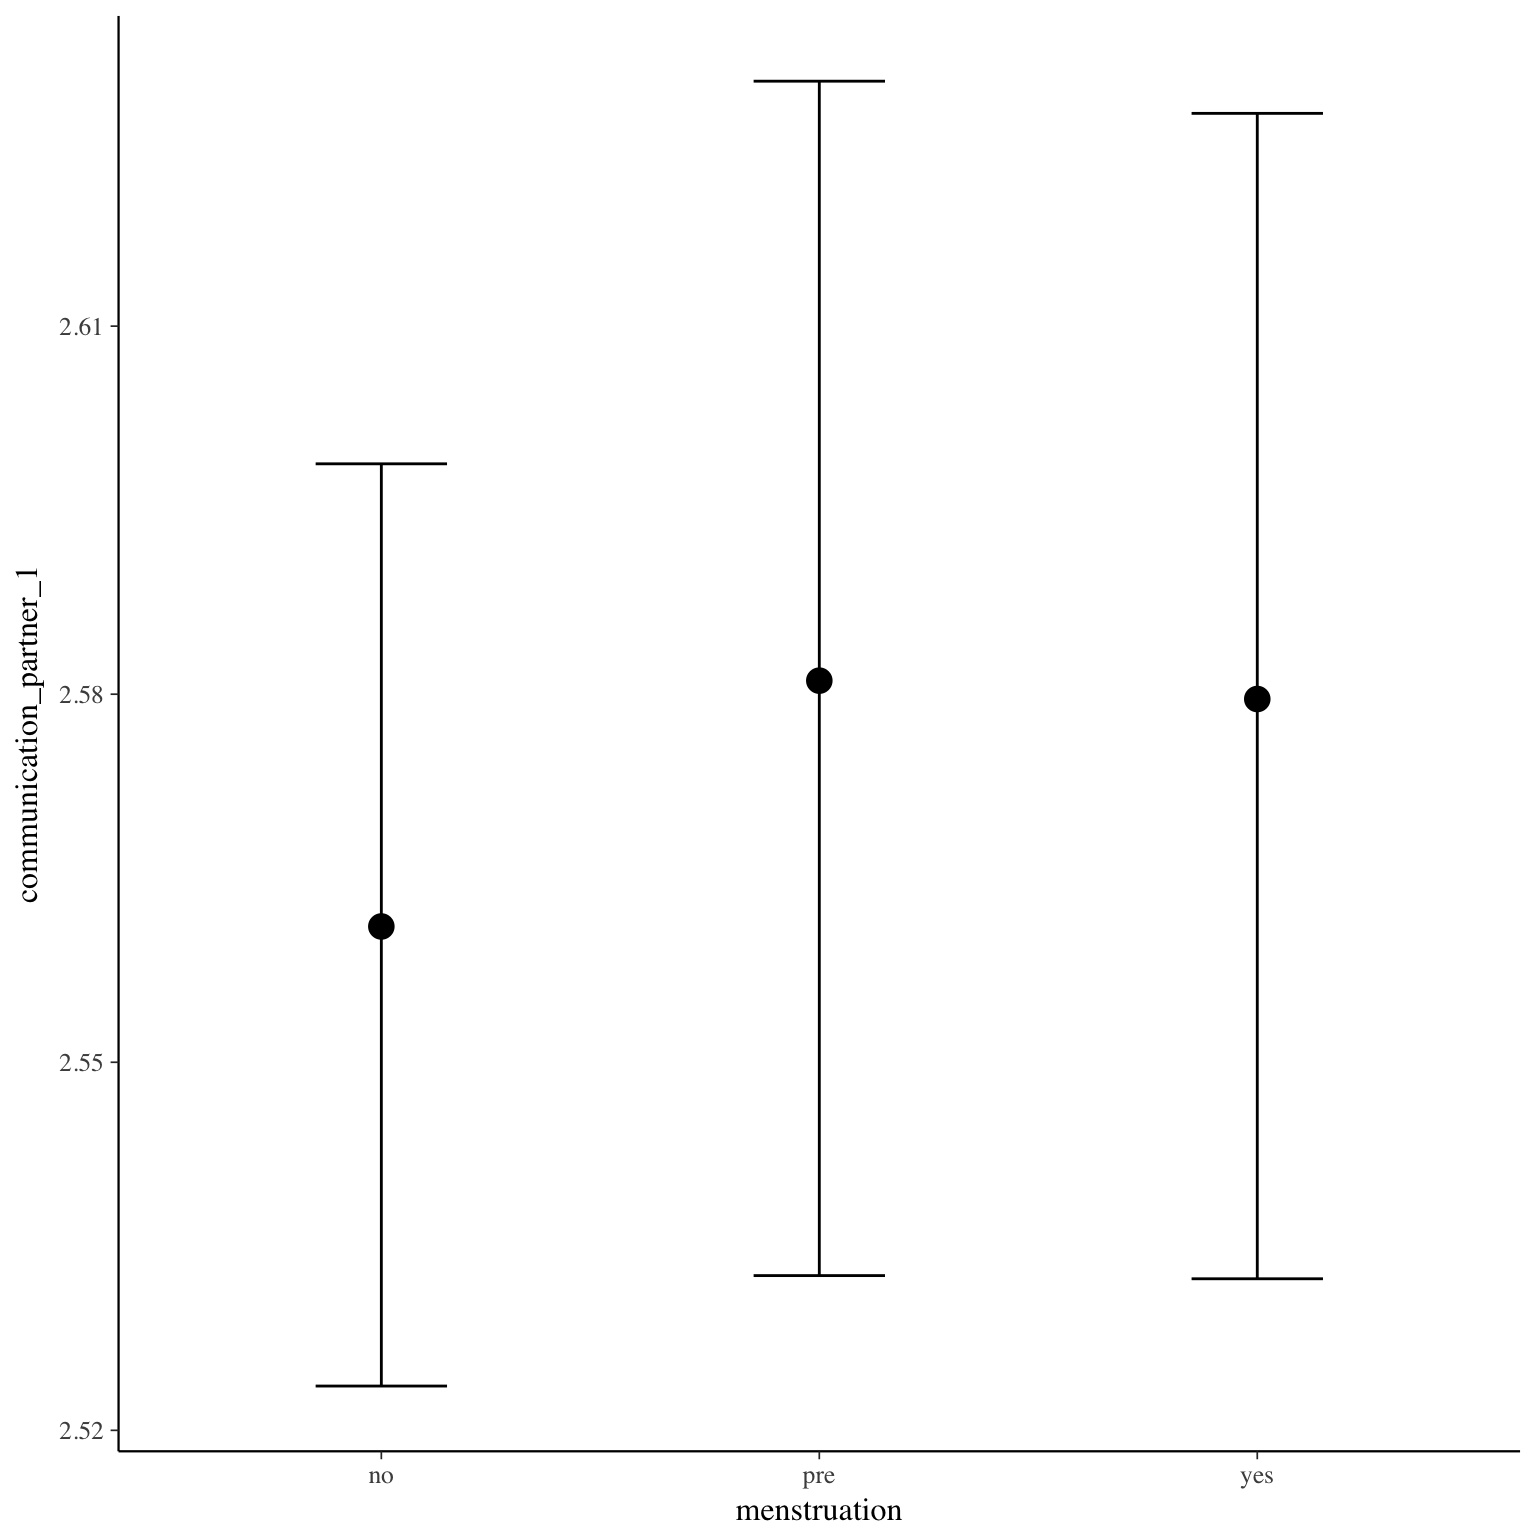 communication_partner_1
2.61
2.58
2.55
2.52
no pre yes
menstruation